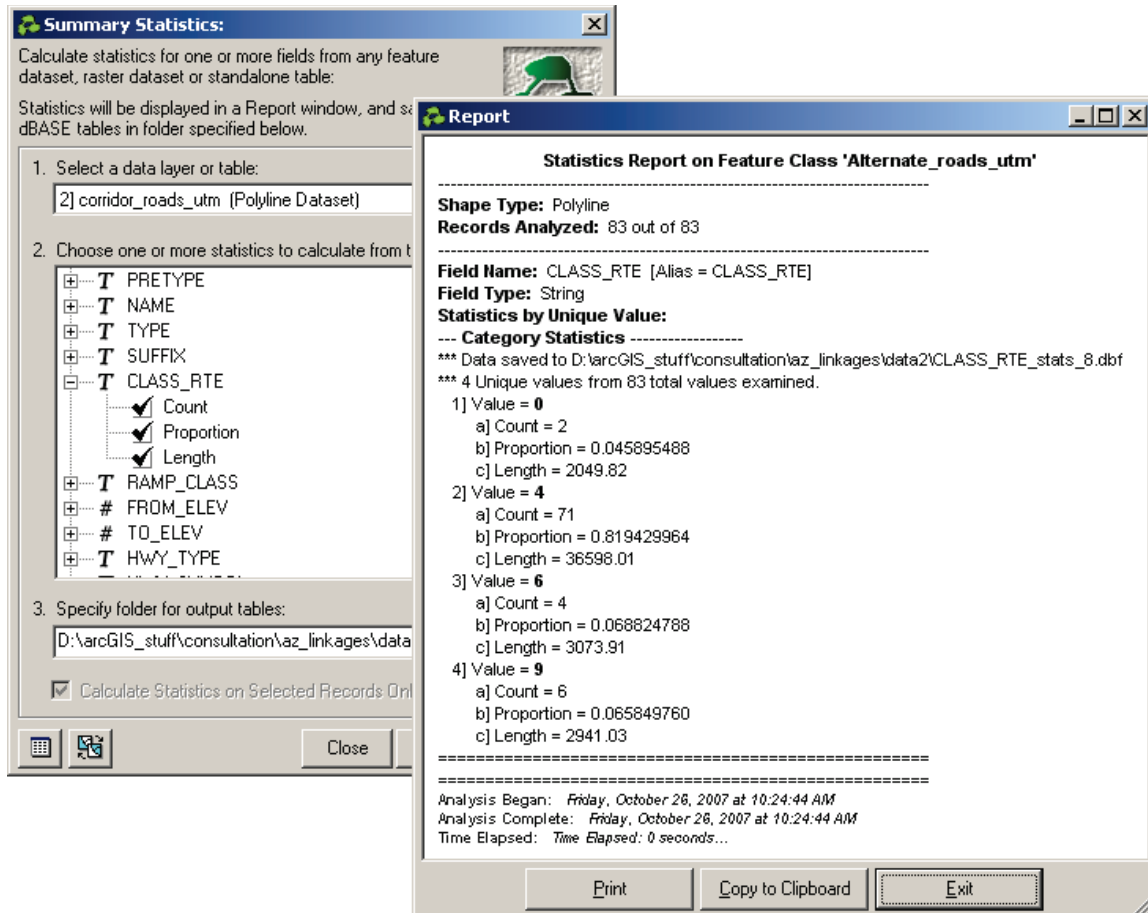 Summary Statistics:
Calculate statistics for one or more fields from any feature
dataset, raster dataset or standalone table:
Statistics will be displayed in a Report window, and
dBASE tables in folder specified below.
1. Select a data layer or table:
2] corridor_roads_utm (Polyline Dataset)
2. Choose one or more statistics to calculate from
T PRETYPE
T NAME
T TYPE
T SUFFIX
T CLASS_RTE
Count
Proportion
Length
T RAMP_CLASS
# FROM_ELEV
# TO_ELEV
T HWY_TYPE
3. Specify folder for output tables:
D:\arcGIS_stuff\consultation\az_linkages\data
Calculate Statistics on Selected Records
Close
Report
Statistics Report on Feature Class 'Alternate_roads_utm'
------------------------------------------------------------------------------
Shape Type: Polyline
Records Analyzed: 83 out of 83
------------------------------------------------------------------------------
Field Name: CLASS_RTE [Alias = CLASS_RTE]
Field Type: String
Statistics by Unique Value:
--- Category Statistics ------------------
*** Data saved to D:\arcGIS_stuff\consultation\az_linkages\data2\CLASS_RTE_stats_8.dbf
*** 4 Unique values from 83 total values examined.
1] Value = 0
a] Count = 2
b] Proportion = 0.045895488
c] Length = 2049.82
2] Value = 4
a] Count = 71
b] Proportion = 0.819429964
c] Length = 36598.01
3] Value = 6
a] Count = 4
b] Proportion = 0.068824788
c] Length = 3073.91
4] Value = 9
a] Count = 6
b] Proportion = 0.065849760
c] Length = 2941.03
====================================================
====================================================
Analysis Began: Friday, October 26, 2007 at 10:24:44 AM
Analysis Complete: Friday, October 26, 2007 at 10:24:44 AM
Time Elapsed: Time Elapsed: 0 seconds...
Print
Copy to Clipboard
Exit